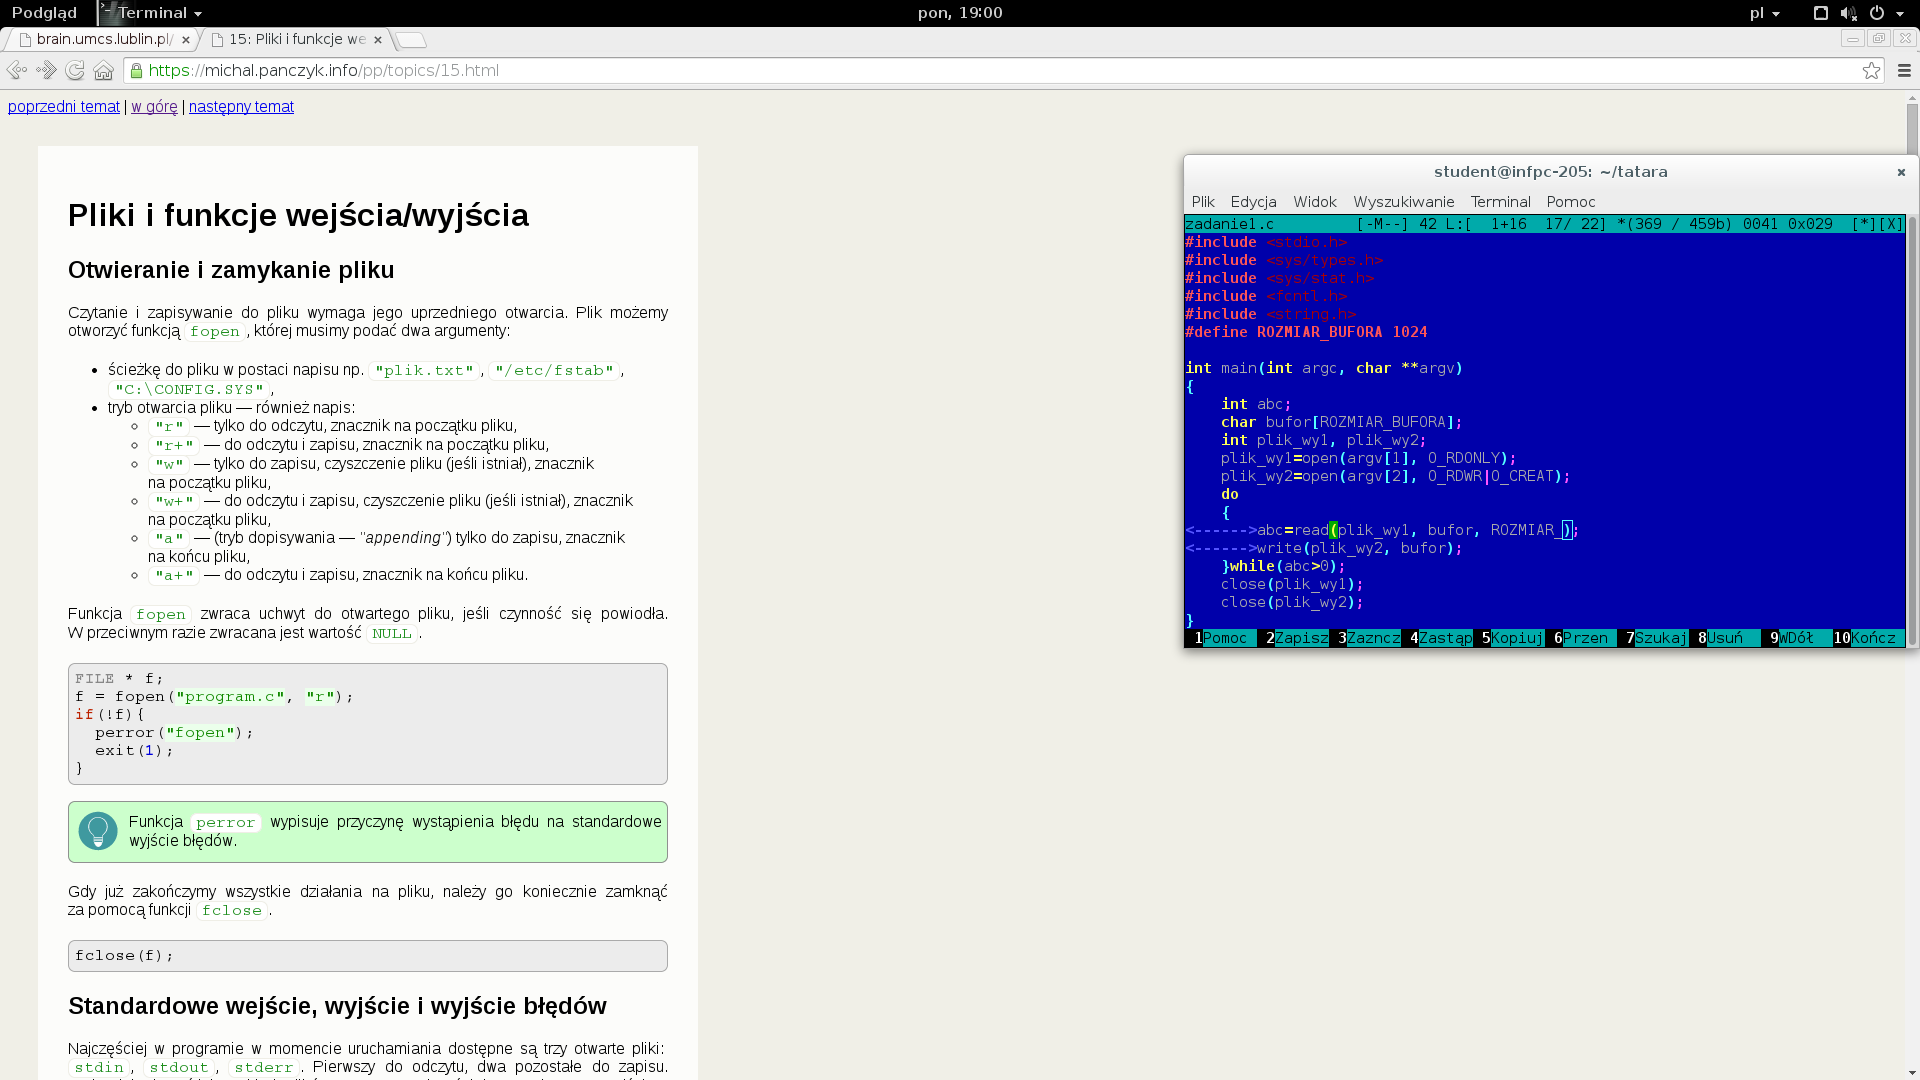 Podgląd Terminal pon, 19:00 pl
brain.umcs.lublin.pl/ 15: Pliki i funkcje we
https://michal.panczyk.info/pp/topics/15.html
poprzedni temat | w górę | następny temat
Pliki i funkcje wejścia/wyjścia
Otwieranie i zamykanie pliku
Czytanie i zapisywanie do pliku wymaga jego uprzedniego otwarcia. Plik możemy
otworzyć funkcją fopen, której musimy podać dwa argumenty:
ścieżkę do pliku w postaci napisu np. "plik.txt", "/etc/fstab",
"C:\CONFIG.SYS",
tryb otwarcia pliku — również napis:
"r" — tylko do odczytu, znacznik na początku pliku,
"r+" — do odczytu i zapisu, znacznik na początku pliku,
"w" — tylko do zapisu, czyszczenie pliku (jeśli istniał), znacznik
na początku pliku,
"w+" — do odczytu i zapisu, czyszczenie pliku (jeśli istniał), znacznik
na początku pliku,
"a" — (tryb dopisywania — "appending") tylko do zapisu, znacznik
na końcu pliku,
"a+" — do odczytu i zapisu, znacznik na końcu pliku.
Funkcja fopen zwraca uchwyt do otwartego pliku, jeśli czynność się powiodła.
W przeciwnym razie zwracana jest wartość NULL.
FILE * f;
f = fopen("program.c", "r");
if(!f){
perror("fopen");
exit(1);
}
Funkcja perror wypisuje przyczynę wystąpienia błędu na standardowe
wyjście błędów.
Gdy już zakończymy wszystkie działania na pliku, należy go koniecznie zamknąć
za pomocą funkcji fclose.
fclose(f);
Standardowe wejście, wyjście i wyjście błędów
Najczęściej w programie w momencie uruchamiania dostępne są trzy otwarte pliki:
stdin, stdout, stderr. Pierwszy do odczytu, dwa pozostałe do zapisu.
student@infpc-205: ~/tatara
Plik Edycja Widok Wyszukiwanie Terminal Pomoc
zadanie1.c [-M--] 42 L:[ 1+16 17/ 22] *(369 / 459b) 0041 0x029 [*][X]
#include <stdio.h>
#include <sys/types.h>
#include <sys/stat.h>
#include <fcntl.h>
#include <string.h>
#define ROZMIAR_BUFORA 1024
int main(int argc, char **argv)
{
int abc;
char bufor[ROZMIAR_BUFORA];
int plik_wy1, plik_wy2;
plik_wy1=open(argv[1], O_RDONLY);
plik_wy2=open(argv[2], O_RDWR|O_CREAT);
do
{
<------>abc=read(plik_wy1, bufor, ROZMIAR_);
<------>write(plik_wy2, bufor);
}while(abc>0);
close(plik_wy1);
close(plik_wy2);
}
1Pomoc 2Zapisz 3Zazncz 4Zastąp 5Kopiuj 6Przen 7Szukaj 8Usuń 9WDół 10Kończ